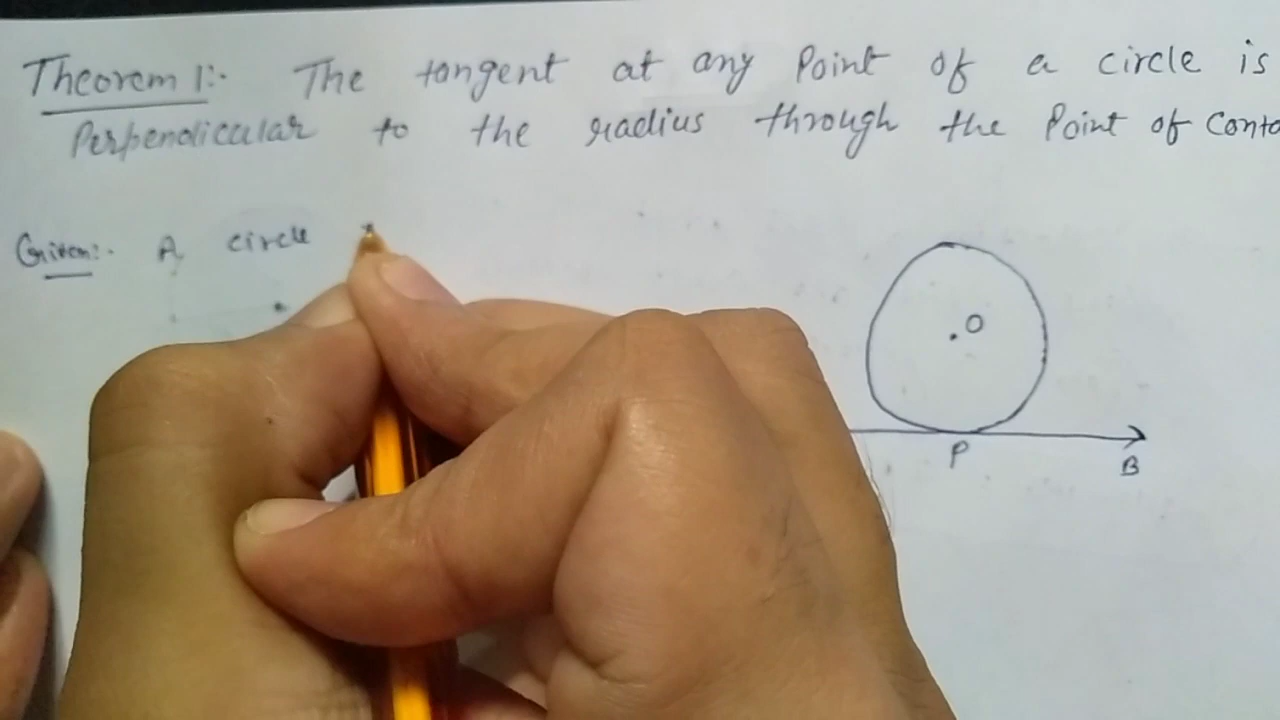 Theorem 1:- The tangent at any Point of a circle is
Perpendicular to the radius through the Point of
Given:- A circle
O
P
B